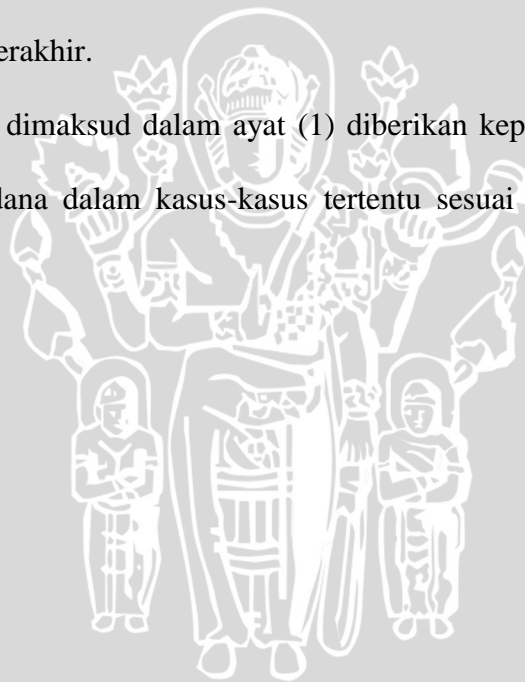 erakhir.
dimaksud dalam ayat (1) diberikan kep
dana dalam kasus-kasus tertentu sesuai